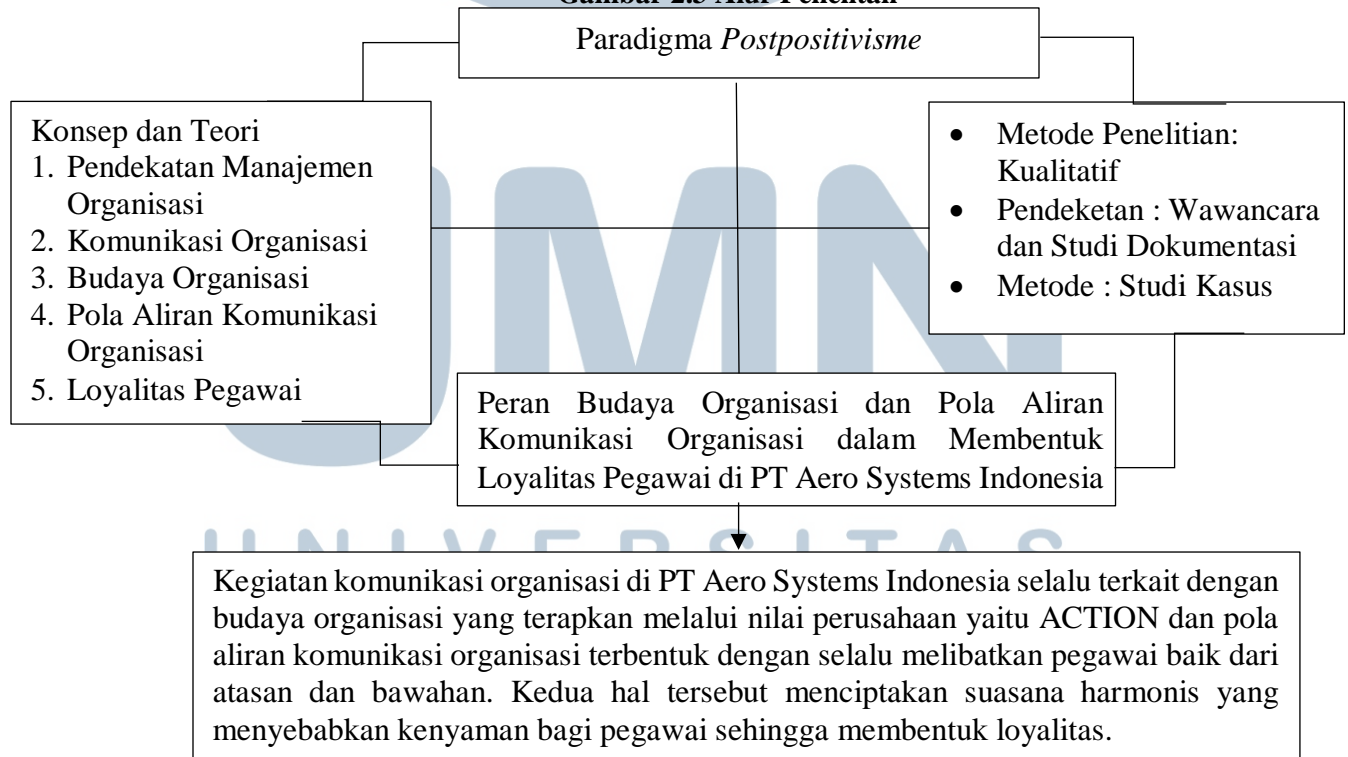 Gambar 2.3 Alur Penelitan
Paradigma Postpositivisme
Konsep dan Teori
1. Pendekatan Manajemen
Organisasi
2. Komunikasi Organisasi
3. Budaya Organisasi
4. Pola Aliran Komunikasi
Organisasi
5. Loyalitas Pegawai
• Metode Penelitian:
Kualitatif
• Pendeketan : Wawancara
dan Studi Dokumentasi
• Metode : Studi Kasus
UMN
Peran Budaya Organisasi dan Pola Aliran
Komunikasi Organisasi dalam Membentuk
Loyalitas Pegawai di PT Aero Systems Indonesia
UNIVERSITAS
Kegiatan komunikasi organisasi di PT Aero Systems Indonesia selalu terkait dengan
budaya organisasi yang terapkan melalui nilai perusahaan yaitu ACTION dan pola
aliran komunikasi organisasi terbentuk dengan selalu melibatkan pegawai baik dari
atasan dan bawahan. Kedua hal tersebut menciptakan suasana harmonis yang
menyebabkan kenyaman bagi pegawai sehingga membentuk loyalitas.